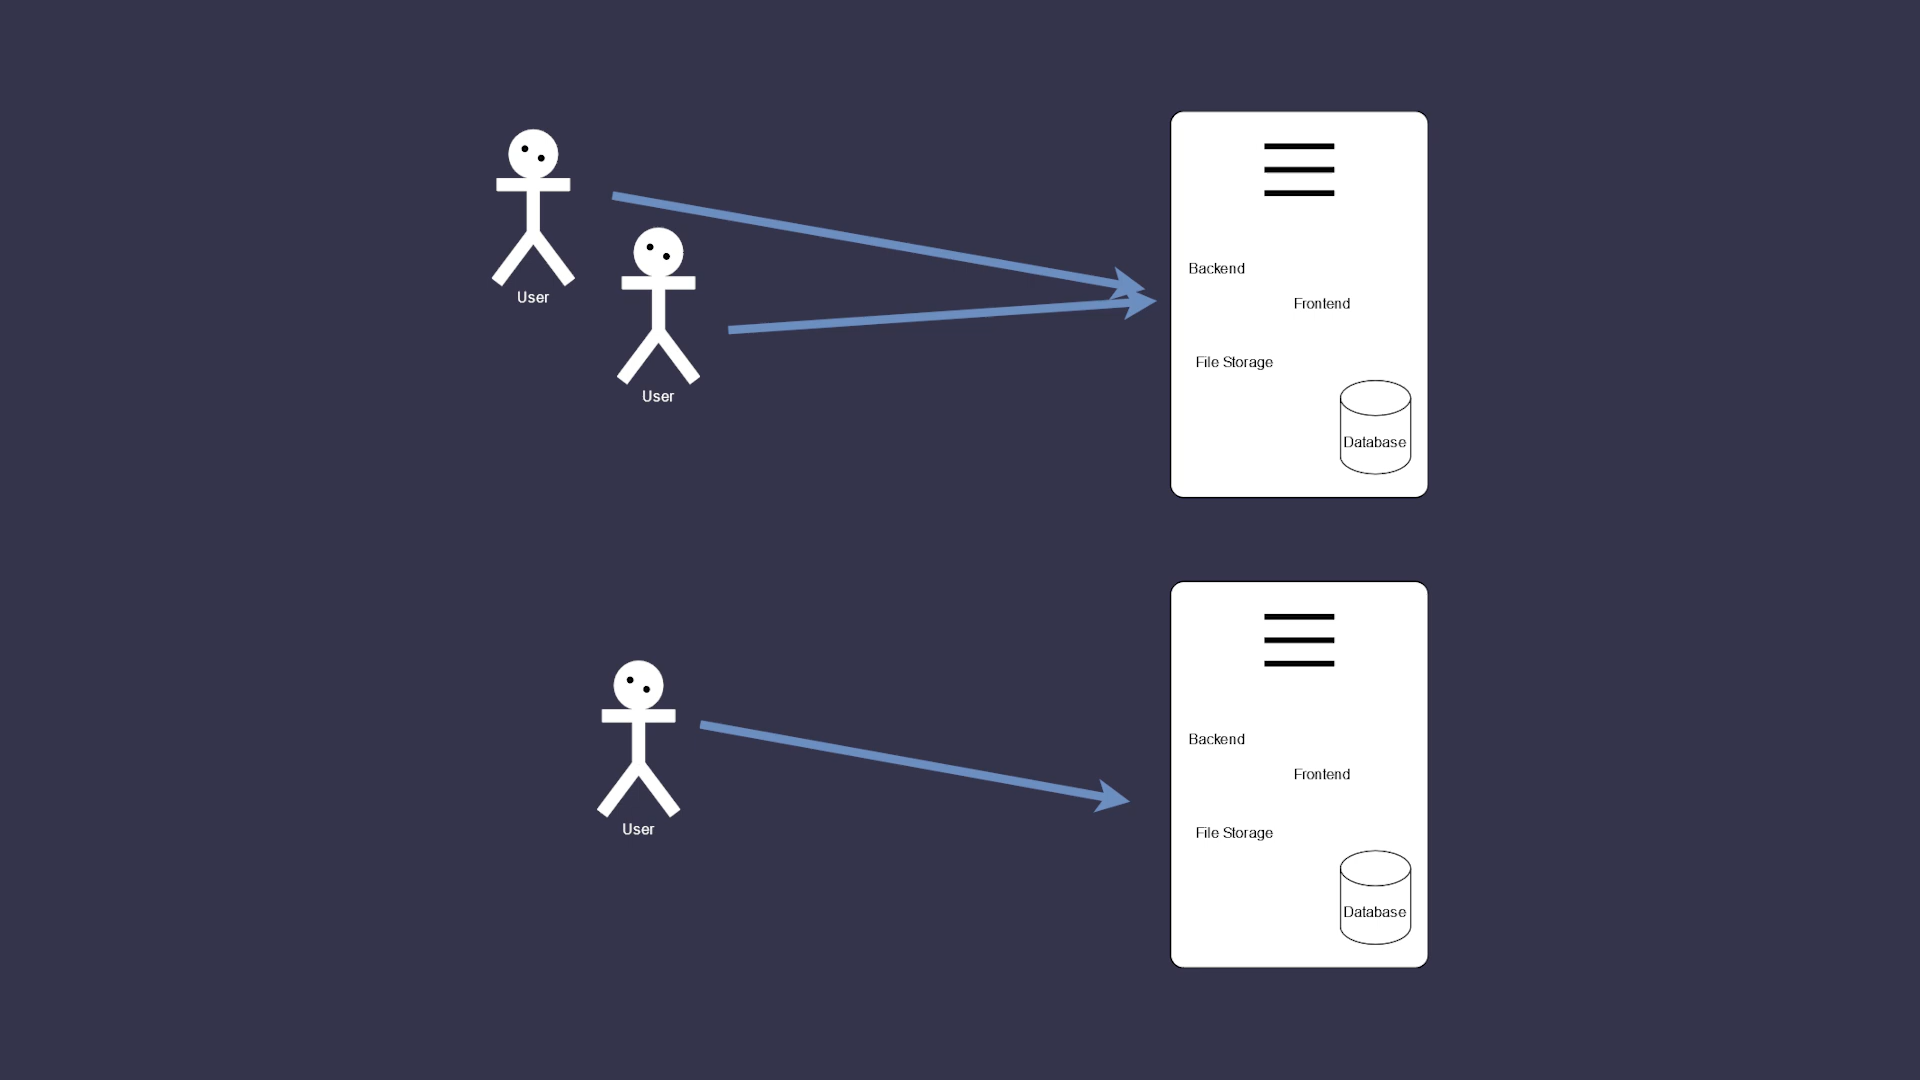 User
User
Backend
Frontend
File Storage
Database
User
Backend
Frontend
File Storage
Database